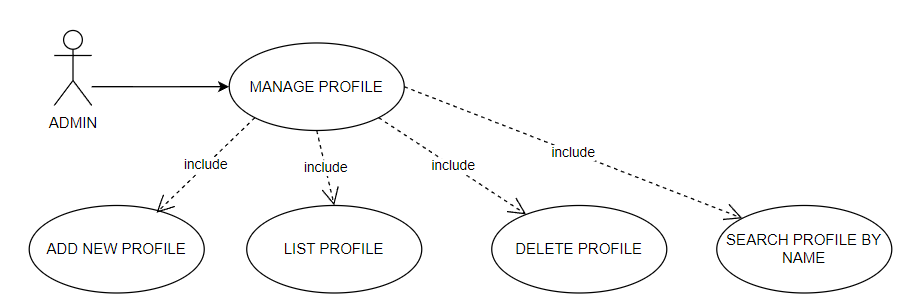 MANAGE PROFILE
ADMIN
include
include
include
include
ADD NEW PROFILE
LIST PROFILE
DELETE PROFILE
SEARCH PROFILE BY
NAME